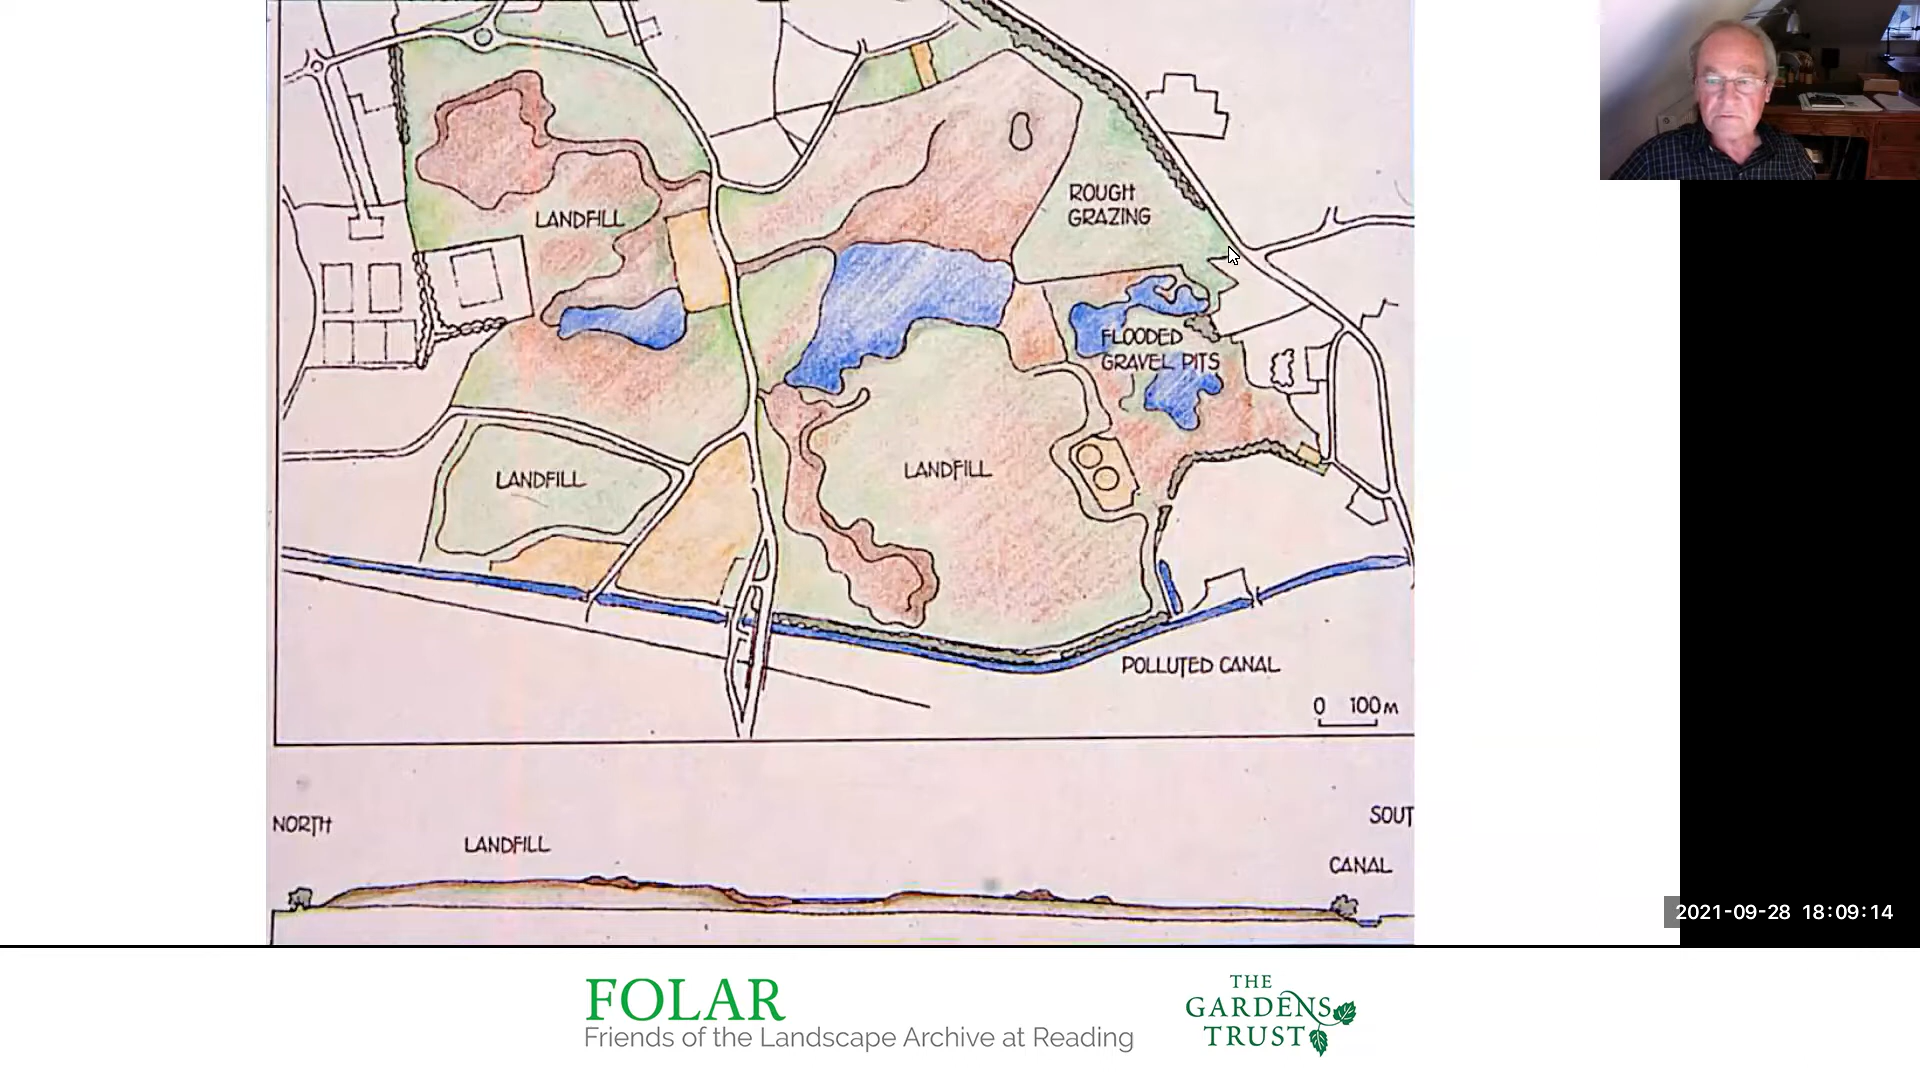 ROUGH
GRAZING
LANDFILL
FLOODED
GRAVEL PITS
LANDFILL
LANDFILL
POLLUTED CANAL
0 100M
NORTH
SOUT
LANDFILL
CANAL
2021-09-28 18:09:14
FOLAR
Friends of the Landscape Archive at Reading
THE
GARDENS
TRUST